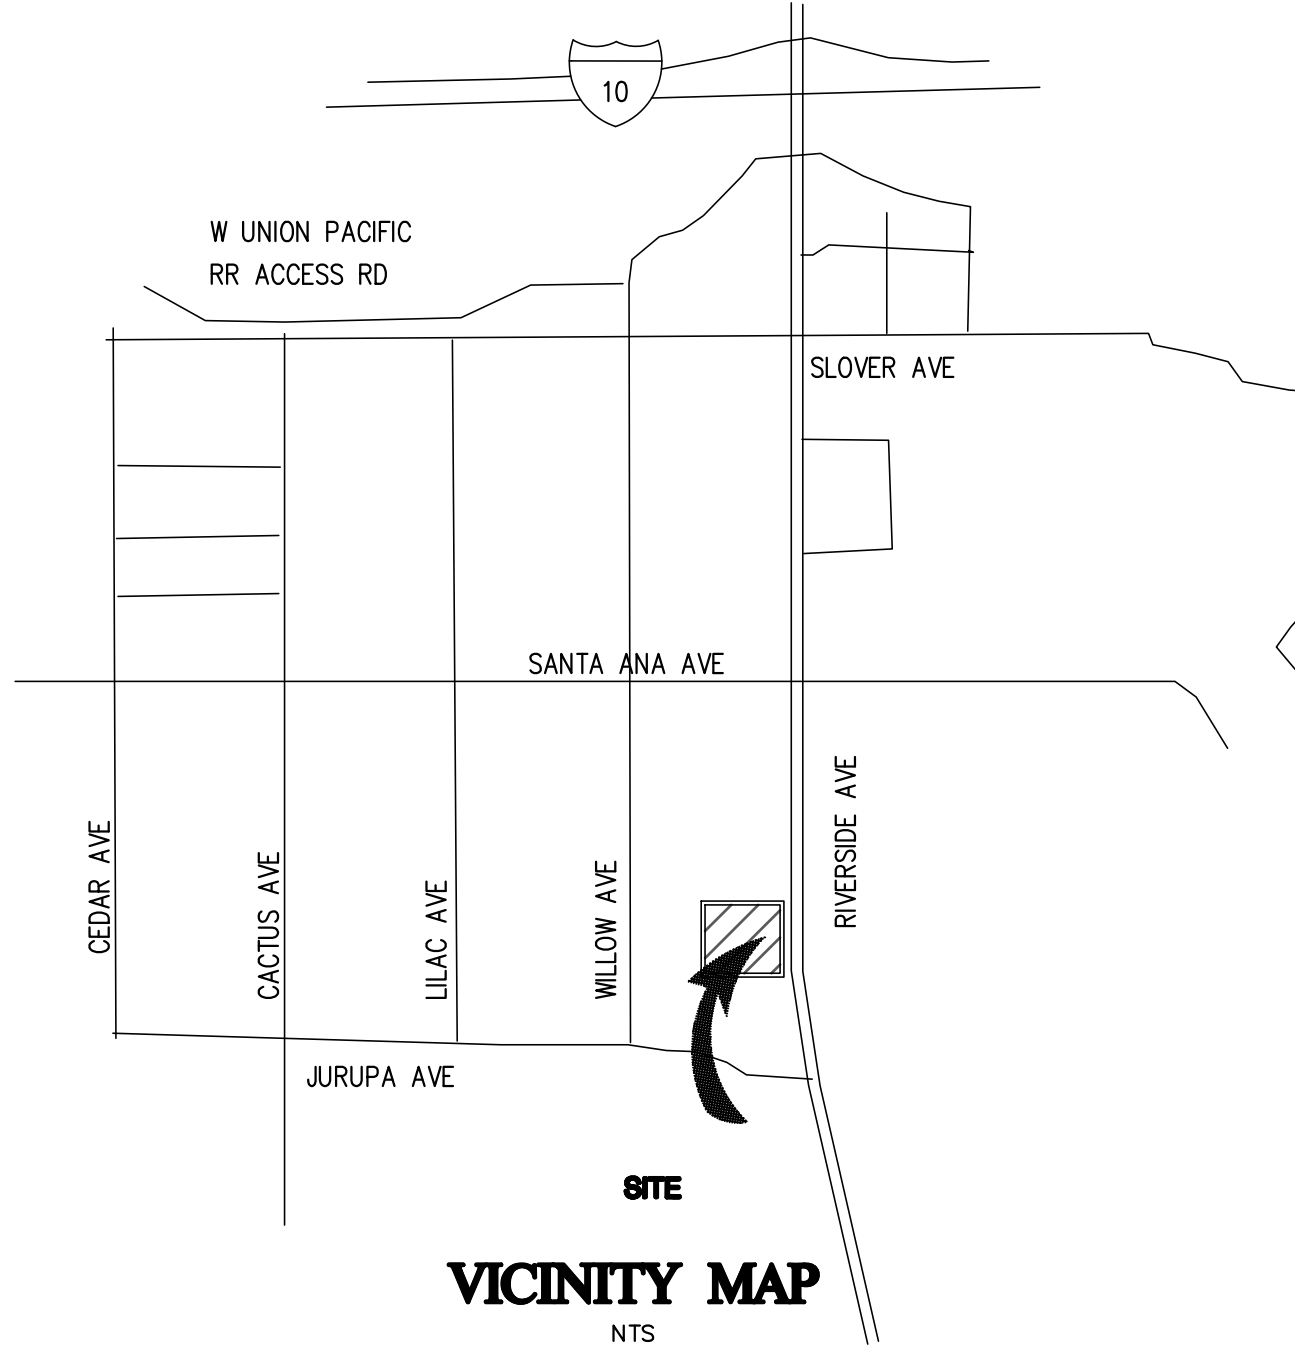 10
W UNION PACIFIC
RR ACCESS RD
SLOVER AVE
SANTA ANA AVE
CEDAR AVE
CACTUS AVE
LILAC AVE
WILLOW AVE
RIVERSIDE AVE
JURUPA AVE
SITE
VICINITY MAP
NTS